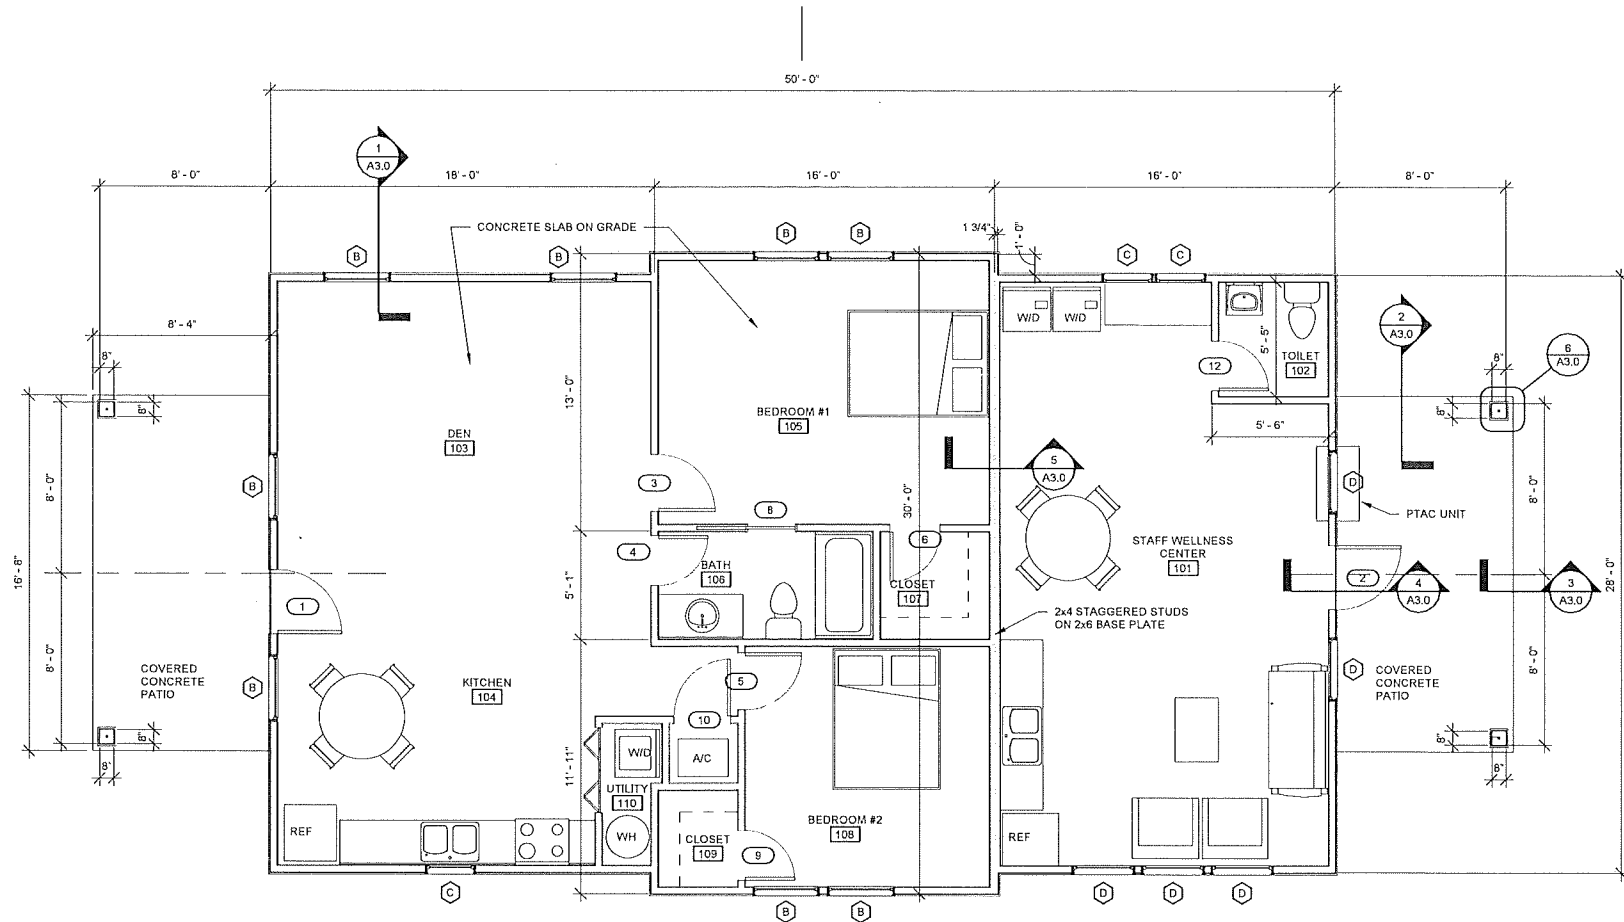 50' - 0"
1
A3.0
8' - 0"
18' - 0"
16' - 0"
16' - 0"
8' - 0"
CONCRETE SLAB ON GRADE
1 3/4"
1' - 0"
B
B
B
B
C
C
8' - 4"
W/D
W/D
5' - 5"
TOILET
102
12
2
A3.0
6
A3.0
8"
8"
8"
8"
13' - 0"
BEDROOM #1
105
DEN
103
5' - 6"
5
A3.0
3
B
8' - 0"
8' - 0"
D
PTAC UNIT
8
30' - 0"
6
4
BATH
106
CLOSET
107
STAFF WELLNESS
CENTER
101
2
4
A3.0
3
A3.0
28' - 0"
16' - 8"
5' - 1"
1
2x4 STAGGERED STUDS
ON 2x6 BASE PLATE
8' - 0"
8' - 0"
COVERED
CONCRETE
PATIO
B
KITCHEN
104
5
D
COVERED
CONCRETE
PATIO
10
8"
8"
8"
8"
W/D
A/C
11' - 11"
UTILITY
110
REF
WH
CLOSET
109
BEDROOM #2
108
9
REF
C
B
B
D
D
D